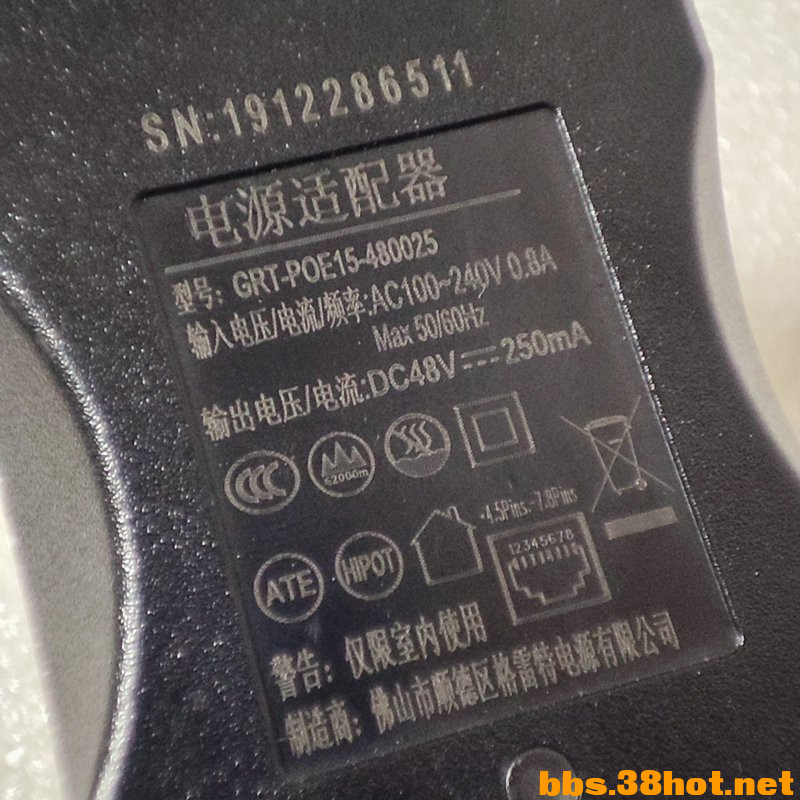 SN:1912286511
电源适配器
型号: GRT-POE15-480025
输入电压/电流/频率:AC100~240V 0.8A
Max 50/60Hz
输出电压/电流:DC48V 250mA
CCC
≤2000m
+4.5Pins -7.8Pins
12345678
ATE HIPOT
警告: 仅限室内使用
制造商: 佛山市顺德区格雷特电源有限公司
bbs.38hot.net